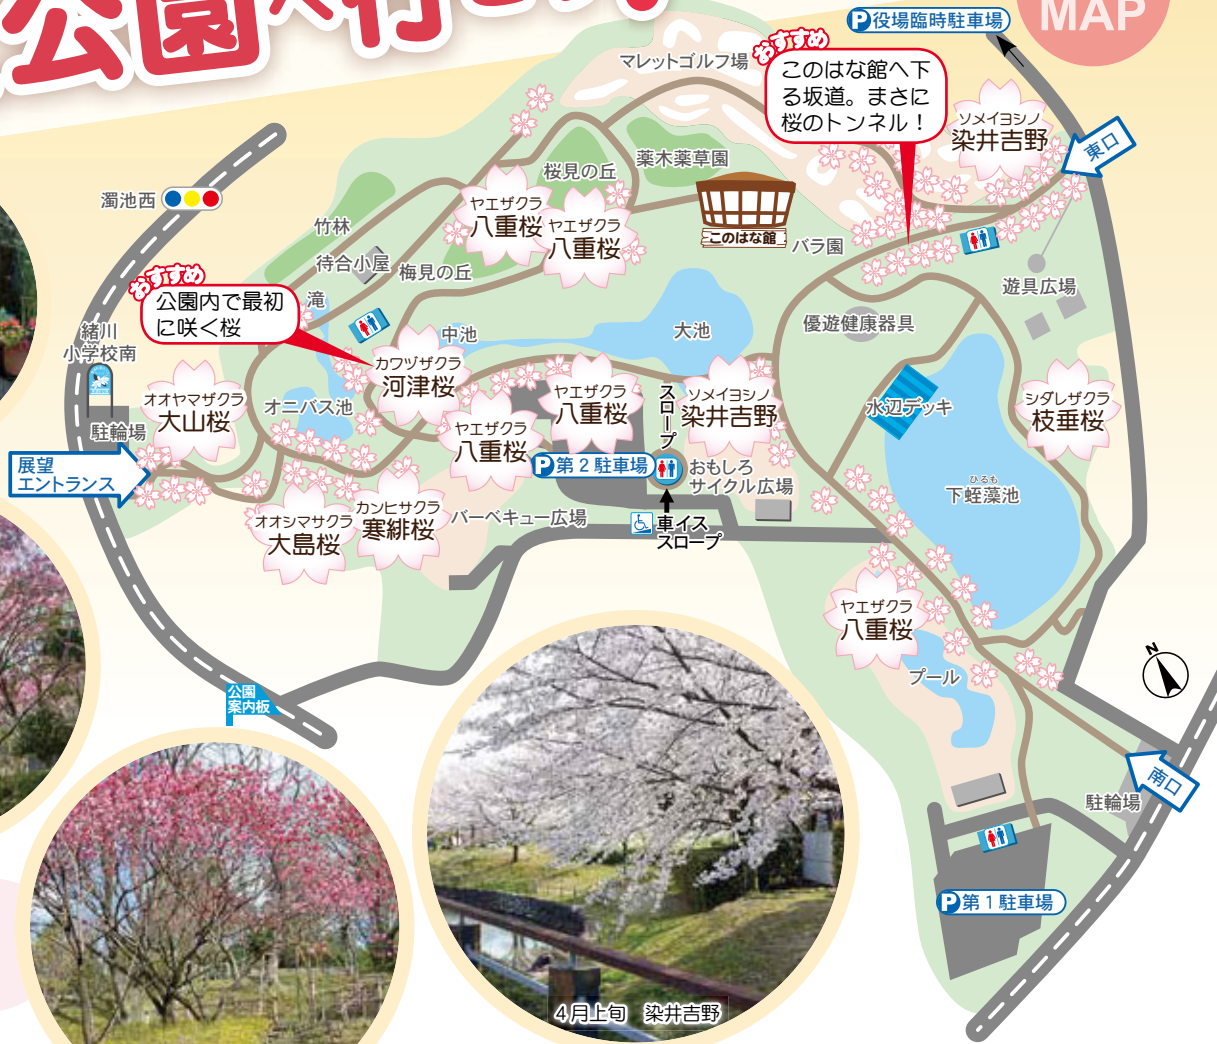 公園へ行こう！
MAP
P役場臨時駐車場
マレットゴルフ場
おすすめ
このはな館へ下
る坂道。まさに
桜のトンネル！
ソメイヨシノ
染井吉野
東口
薬木薬草園
桜見の丘
濁池西
ヤエザクラ
八重桜
ヤエザクラ
八重桜
このはな館
竹林
バラ園
待合小屋
梅見の丘
おすすめ
公園内で最初
に咲く桜
滝
遊具広場
緒川
小学校南
中池
大池
優遊健康器具
カワヅザクラ
河津桜
オオヤマザクラ
大山桜
オニバス池
ヤエザクラ
八重桜
スロープ
ソメイヨシノ
染井吉野
水辺デッキ
シダレザクラ
枝垂桜
駐輪場
ヤエザクラ
八重桜
展望
エントランス
P第2駐車場
おもしろ
サイクル広場
ひるも
下蛭藻池
オオシマサクラ
大島桜
カンヒサクラ
寒緋桜
バーベキュー広場
車イス
スロープ
ヤエザクラ
八重桜
プール
N
公園
案内板
南口
駐輪場
P第1駐車場
4月上旬　染井吉野